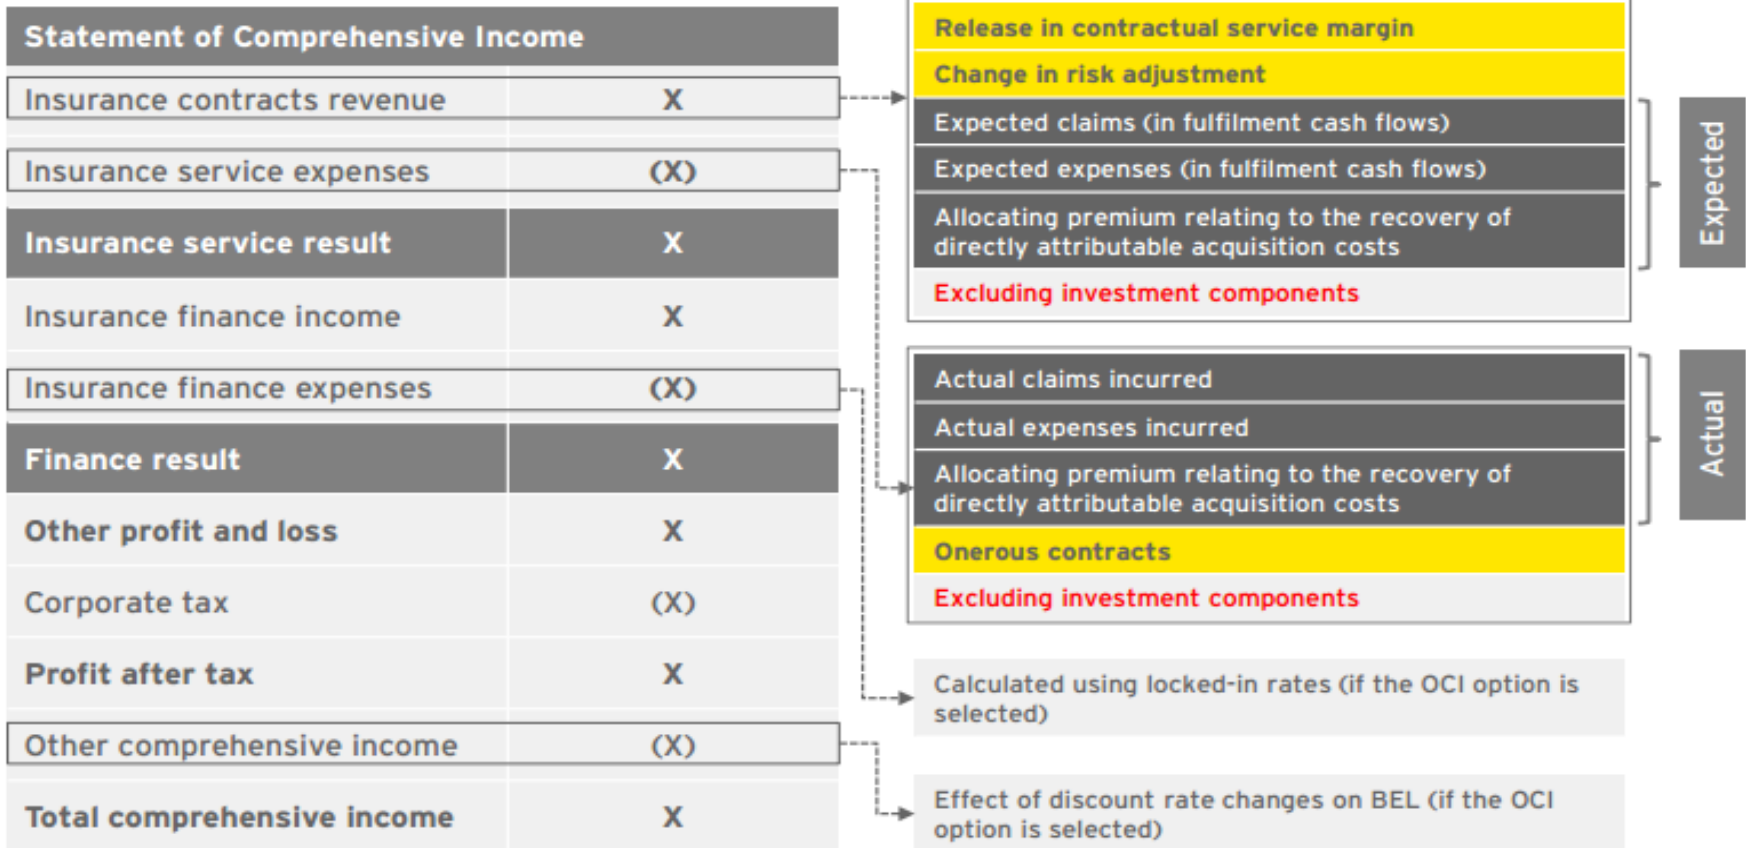 Statement of Comprehensive Income
Insurance contracts revenue X
Insurance service expenses (X)
Insurance service result X
Insurance finance income X
Insurance finance expenses (X)
Finance result X
Other profit and loss X
Corporate tax (X)
Profit after tax X
Other comprehensive income (X)
Total comprehensive income X
Release in contractual service margin
Change in risk adjustment
Expected claims (in fulfilment cash flows)
Expected expenses (in fulfilment cash flows)
Allocating premium relating to the recovery of
directly attributable acquisition costs
Excluding investment components
Expected
Actual claims incurred
Actual expenses incurred
Allocating premium relating to the recovery of
directly attributable acquisition costs
Onerous contracts
Excluding investment components
Actual
Calculated using locked-in rates (if the OCI option is
selected)
Effect of discount rate changes on BEL (if the OCI
option is selected)